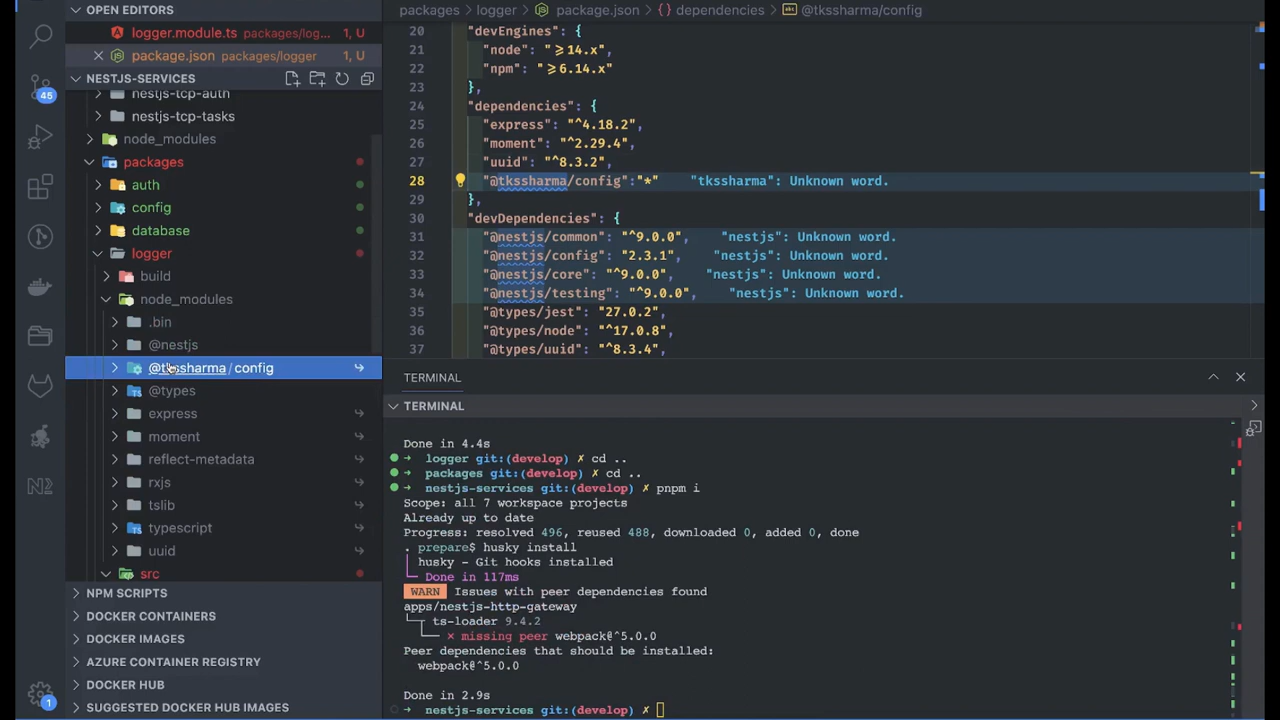 OPEN EDITORS
logger.module.ts packages/log... 1, U
package.json packages/logger 1, U
NESTJS-SERVICES
nestjs-tcp-auth
nestjs-tcp-tasks
node_modules
packages
auth
config
database
logger
build
node_modules
.bin
@nestjs
@tkssharma / config
@types
express
moment
reflect-metadata
rxjs
tslib
typescript
uuid
src
NPM SCRIPTS
DOCKER CONTAINERS
DOCKER IMAGES
AZURE CONTAINER REGISTRY
DOCKER HUB
SUGGESTED DOCKER HUB IMAGES
45
1
packages > logger > package.json > { } dependencies > @tkssharma/config
20 "devEngines": {
21 "node": ">=14.x",
22 "npm": ">=6.14.x"
23 },
24 "dependencies": {
25 "express": "^4.18.2",
26 "moment": "^2.29.4",
27 "uuid": "^8.3.2",
28 "@tkssharma/config":"*" "tkssharma": Unknown word.
29 },
30 "devDependencies": {
31 "@nestjs/common": "^9.0.0", "nestjs": Unknown word.
32 "@nestjs/config": "2.3.1", "nestjs": Unknown word.
33 "@nestjs/core": "^9.0.0", "nestjs": Unknown word.
34 "@nestjs/testing": "^9.0.0", "nestjs": Unknown word.
35 "@types/jest": "27.0.2",
36 "@types/node": "^17.0.8",
37 "@types/uuid": "^8.3.4",
TERMINAL
TERMINAL
Done in 4.4s
→ logger git:(develop) ✗ cd ..
→ packages git:(develop) ✗ cd ..
→ nestjs-services git:(develop) ✗ pnpm i
Scope: all 7 workspace projects
Already up to date
Progress: resolved 496, reused 488, downloaded 0, added 0, done
. prepare$ husky install
│ husky - Git hooks installed
└─ Done in 117ms
WARN Issues with peer dependencies found
apps/nestjs-http-gateway
└─┬ ts-loader 9.4.2
└── ✗ missing peer webpack@^5.0.0
Peer dependencies that should be installed:
webpack@^5.0.0
Done in 2.9s
→ nestjs-services git:(develop) ✗